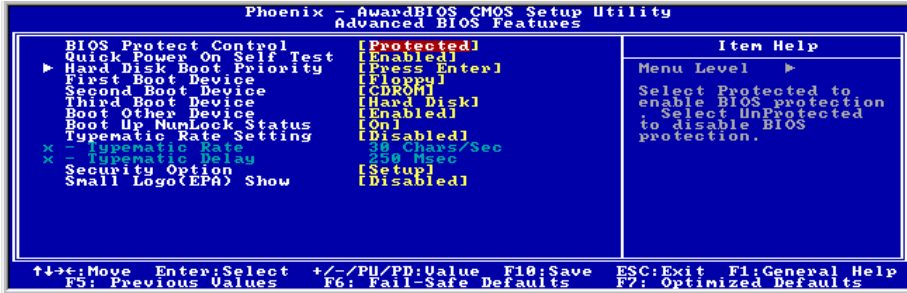 Phoenix - AwardBIOS CMOS Setup Utility
Advanced BIOS Features
BIOS Protect Control [Protected]
Quick Power On Self Test [Enabled]
► Hard Disk Boot Priority [Press Enter]
First Boot Device [Floppy]
Second Boot Device [CDROM]
Third Boot Device [Hard Disk]
Boot Other Device [Enabled]
Boot Up NumLock Status [On]
Typematic Rate Setting [Disabled]
x - Typematic Rate 30 Chars/Sec
x - Typematic Delay 250 Msec
Security Option [Setup]
Small Logo(EPA) Show [Disabled]
Item Help
Menu Level ►
Select Protected to
enable BIOS protection
. Select UnProtected
to disable BIOS
protection.
↑↓→←:Move Enter:Select +/-/PU/PD:Value F10:Save ESC:Exit F1:General Help
F5: Previous Values F6: Fail-Safe Defaults F7: Optimized Defaults